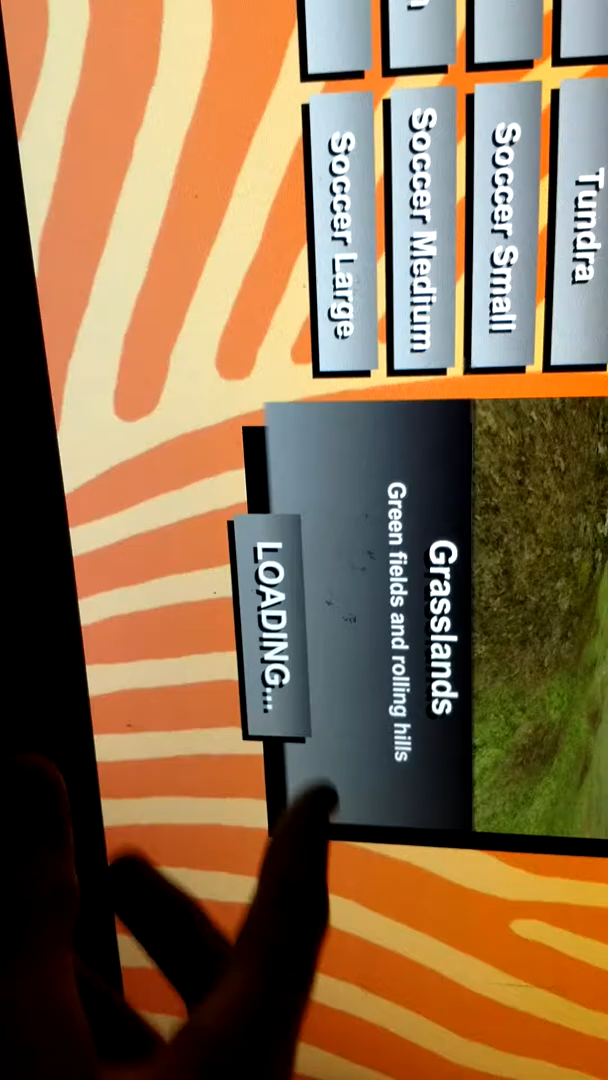 Tundra
Soccer Small
Soccer Medium
Soccer Large
Grasslands
Green fields and rolling hills
LOADING...